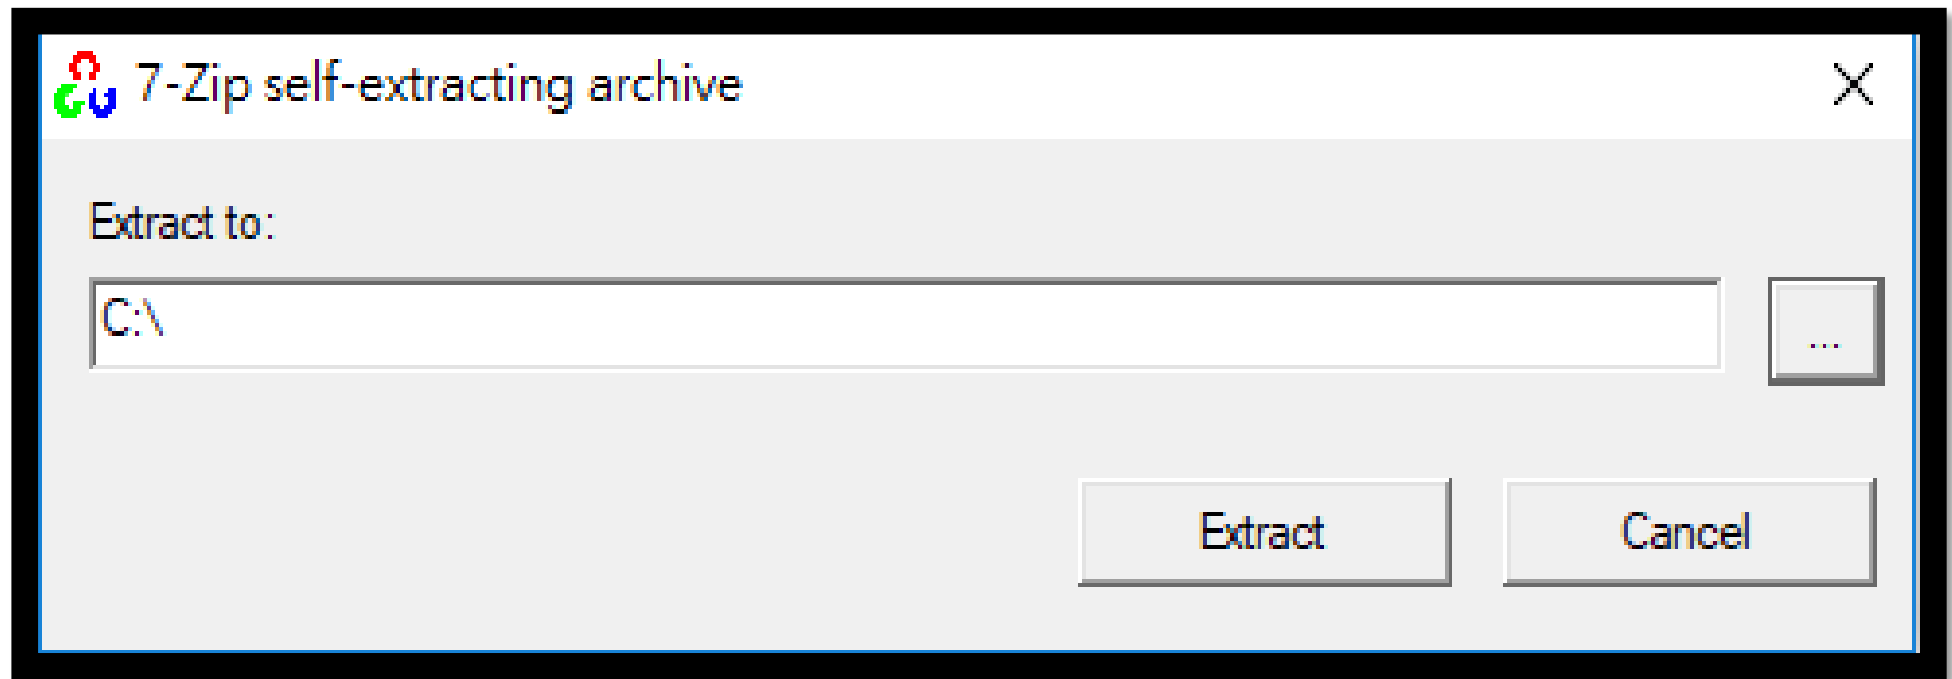 7-Zip self-extracting archive
Extract to:
C:\
...
Extract
Cancel